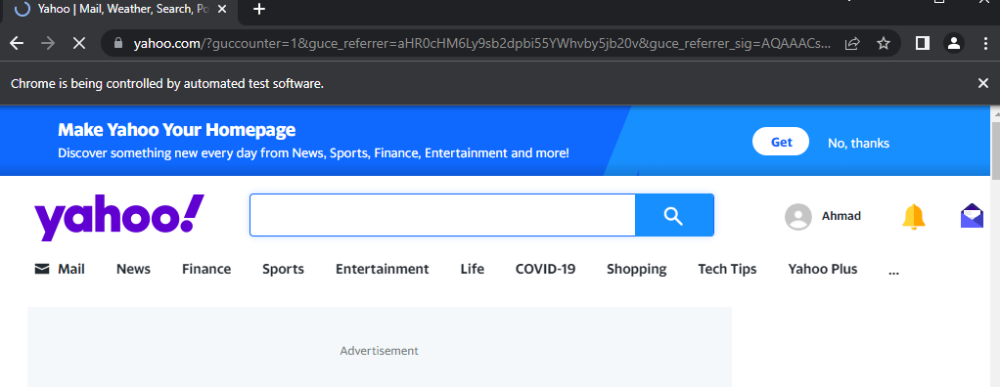 Yahoo | Mail, Weather, Search, Po
yahoo.com/?guccounter=1&guce_referrer=aHR0cHM6Ly9sb2dpbi55YWhvby5jb20v&guce_referrer_sig=AQAAACs...
Chrome is being controlled by automated test software.
Make Yahoo Your Homepage
Discover something new every day from News, Sports, Finance, Entertainment and more!
Get
No, thanks
yahoo!
Ahmad
Mail News Finance Sports Entertainment Life COVID-19 Shopping Tech Tips Yahoo Plus ...
Advertisement